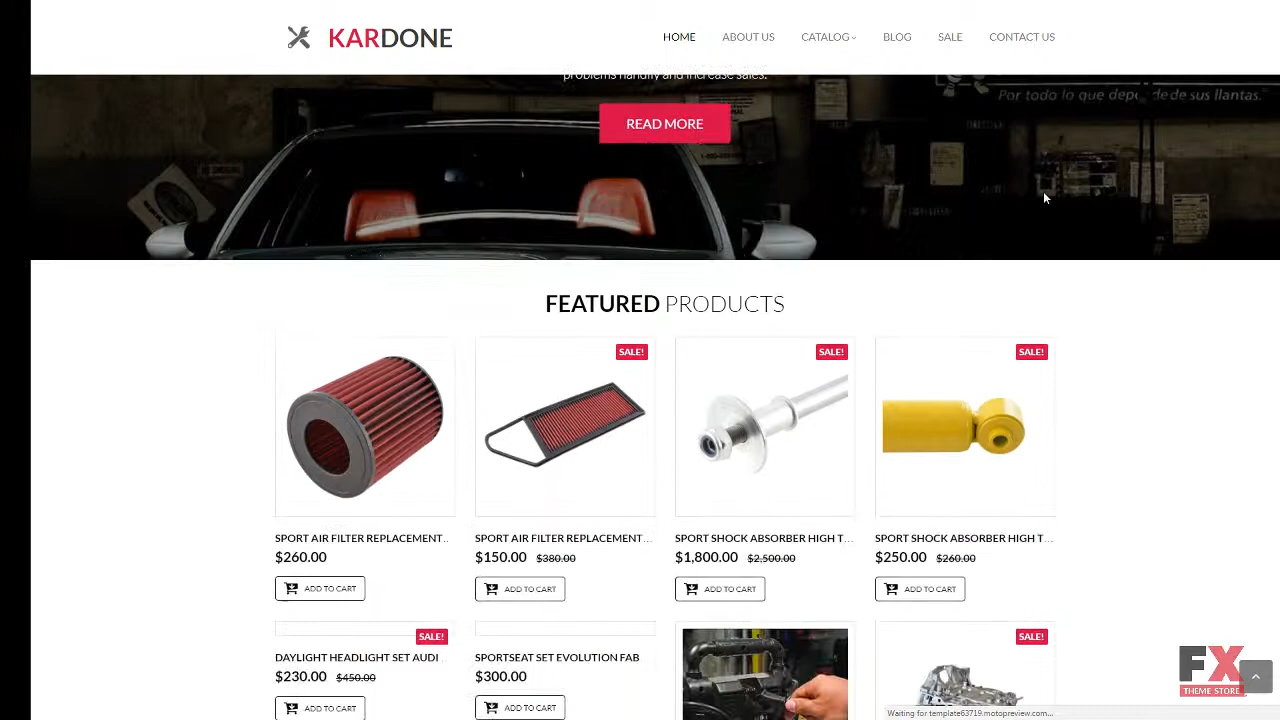 KARDONE
HOME ABOUT US CATALOG BLOG SALE CONTACT US
problems handily and increase sales.
Por todo lo que depende de sus llantas.
READ MORE
FEATURED PRODUCTS
SALE! SALE! SALE!
SPORT AIR FILTER REPLACEMENT... SPORT AIR FILTER REPLACEMENT... SPORT SHOCK ABSORBER HIGH T... SPORT SHOCK ABSORBER HIGH T...
$260.00 $150.00 $380.00 $1,800.00 $2,500.00 $250.00 $260.00
ADD TO CART ADD TO CART ADD TO CART ADD TO CART
SALE! SALE!
DAYLIGHT HEADLIGHT SET AUDI SPORTSEAT SET EVOLUTION FAB
$230.00 $450.00 $300.00
ADD TO CART ADD TO CART
FX
THEME STORE
Waiting for template63719.motopreview.com...